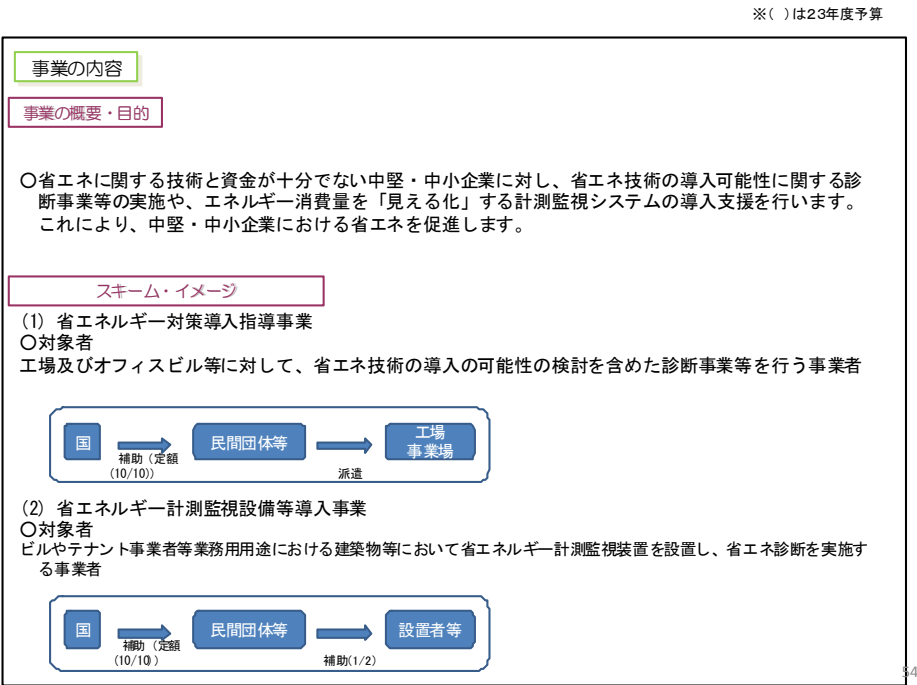 ※( )は23年度予算
事業の内容
事業の概要・目的
○省エネに関する技術と資金が十分でない中堅・中小企業に対し、省エネ技術の導入可能性に関する診
断事業等の実施や、エネルギー消費量を「見える化」する計測監視システムの導入支援を行います。
これにより、中堅・中小企業における省エネを促進します。
スキーム・イメージ
(1) 省エネルギー対策導入指導事業
○対象者
工場及びオフィスビル等に対して、省エネ技術の導入の可能性の検討を含めた診断事業等を行う事業者
国
補助（定額
(10/10))
民間団体等
派遣
工場
事業場
(2) 省エネルギー計測監視設備等導入事業
○対象者
ビルやテナント事業者等業務用用途における建築物等において省エネルギー計測監視装置を設置し、省エネ診断を実施す
る事業者
国
補助（定額
(10/10）)
民間団体等
補助(1/2)
設置者等
54